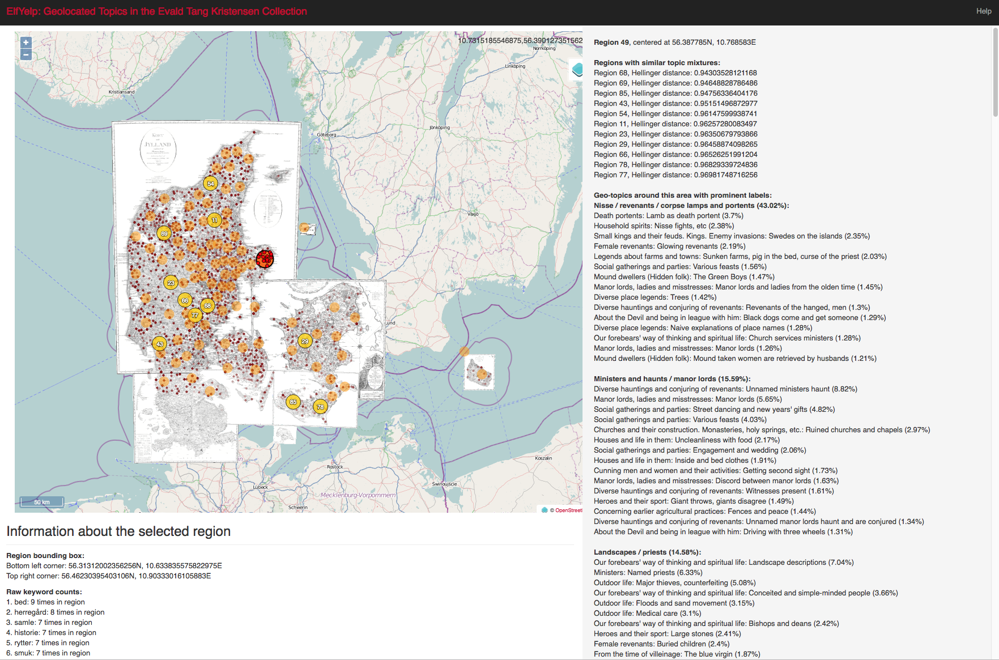 ElfYelp: Geolocated Topics in the Evald Tang Kristensen Collection
Help
+
−
10.7315185546875,56.390127351562
Norrköping
Linköping
Kristiansand
Jönköping
Göteborg
KORT
JYLLAND
54
11
Växjö
69
23
66
68
77
und
43
29
85
78
Koszalin
Rostock
Świnoujście
Lübeck
Mecklenburg-Vorpommern
Schwerin
50 km
© OpenStreet
Information about the selected region
Region bounding box:
Bottom left corner: 56.31312002356256N, 10.633835575822975E
Top right corner: 56.46230395403106N, 10.90333016105883E
Raw keyword counts:
1. bed: 9 times in region
2. herregård: 8 times in region
3. samle: 7 times in region
4. historie: 7 times in region
5. rytter: 7 times in region
6. smuk: 7 times in region
Region 49, centered at 56.387785N, 10.768583E
Regions with similar topic mixtures:
Region 68, Hellinger distance: 0.94303528121168
Region 69, Hellinger distance: 0.94648828786486
Region 85, Hellinger distance: 0.94756336404176
Region 43, Hellinger distance: 0.95151496872977
Region 54, Hellinger distance: 0.96147599938741
Region 11, Hellinger distance: 0.96257280083497
Region 23, Hellinger distance: 0.96350679793866
Region 29, Hellinger distance: 0.96458874098265
Region 66, Hellinger distance: 0.96526251991204
Region 78, Hellinger distance: 0.96829339724836
Region 77, Hellinger distance: 0.96981748716256
Geo-topics around this area with prominent labels:
Nisse / revenants / corpse lamps and portents (43.02%):
Death portents: Lamb as death portent (3.7%)
Household spirits: Nisse fights, etc (2.38%)
Small kings and their feuds. Kings. Enemy invasions: Swedes on the islands (2.35%)
Female revenants: Glowing revenants (2.19%)
Legends about farms and towns: Sunken farms, pig in the bed, curse of the priest (2.03%)
Social gatherings and parties: Various feasts (1.56%)
Mound dwellers (Hidden folk): The Green Boys (1.47%)
Manor lords, ladies and misstresses: Manor lords and ladies from the olden time (1.45%)
Diverse place legends: Trees (1.42%)
Diverse hauntings and conjuring of revenants: Revenants of the hanged, men (1.3%)
About the Devil and being in league with him: Black dogs come and get someone (1.29%)
Diverse place legends: Naive explanations of place names (1.28%)
Our forebears' way of thinking and spiritual life: Church services ministers (1.28%)
Manor lords, ladies and misstresses: Manor lords (1.26%)
Mound dwellers (Hidden folk): Mound taken women are retrieved by husbands (1.21%)
Ministers and haunts / manor lords (15.59%):
Diverse hauntings and conjuring of revenants: Unnamed ministers haunt (8.82%)
Manor lords, ladies and misstresses: Manor lords (5.65%)
Social gatherings and parties: Street dancing and new years' gifts (4.82%)
Social gatherings and parties: Various feasts (4.03%)
Churches and their construction. Monasteries, holy springs, etc.: Ruined churches and chapels (2.97%)
Houses and life in them: Uncleanliness with food (2.17%)
Social gatherings and parties: Engagement and wedding (2.06%)
Houses and life in them: Inside and bed clothes (1.91%)
Cunning men and women and their activities: Getting second sight (1.73%)
Manor lords, ladies and misstresses: Discord between manor lords (1.63%)
Diverse hauntings and conjuring of revenants: Witnesses present (1.61%)
Heroes and their sport: Giant throws, giants disagree (1.49%)
Concerning earlier agricultural practices: Fences and peace (1.44%)
Diverse hauntings and conjuring of revenants: Unnamed manor lords haunt and are conjured (1.34%)
About the Devil and being in league with him: Driving with three wheels (1.31%)
Landscapes / priests (14.58%):
Our forebears' way of thinking and spiritual life: Landscape descriptions (7.04%)
Ministers: Named priests (6.33%)
Outdoor life: Major thieves, counterfeiting (5.08%)
Our forebears' way of thinking and spiritual life: Conceited and simple-minded people (3.66%)
Outdoor life: Floods and sand movement (3.15%)
Outdoor life: Medical care (3.1%)
Our forebears' way of thinking and spiritual life: Bishops and deans (2.42%)
Heroes and their sport: Large stones (2.41%)
Female revenants: Buried children (2.4%)
From the time of villeinage: The blue virgin (1.87%)